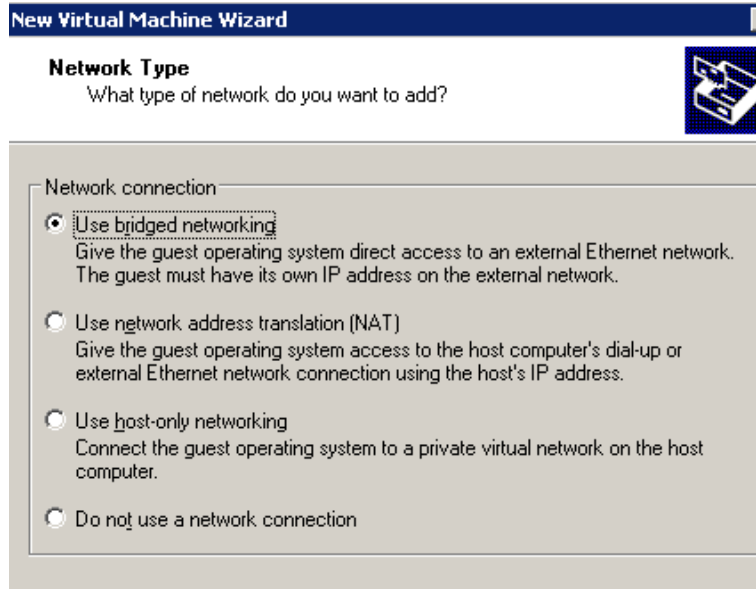 New Virtual Machine Wizard
Network Type
What type of network do you want to add?
Network connection
Use bridged networking
Give the guest operating system direct access to an external Ethernet network.
The guest must have its own IP address on the external network.
Use network address translation (NAT)
Give the guest operating system access to the host computer's dial-up or
external Ethernet network connection using the host's IP address.
Use host-only networking
Connect the guest operating system to a private virtual network on the host
computer.
Do not use a network connection